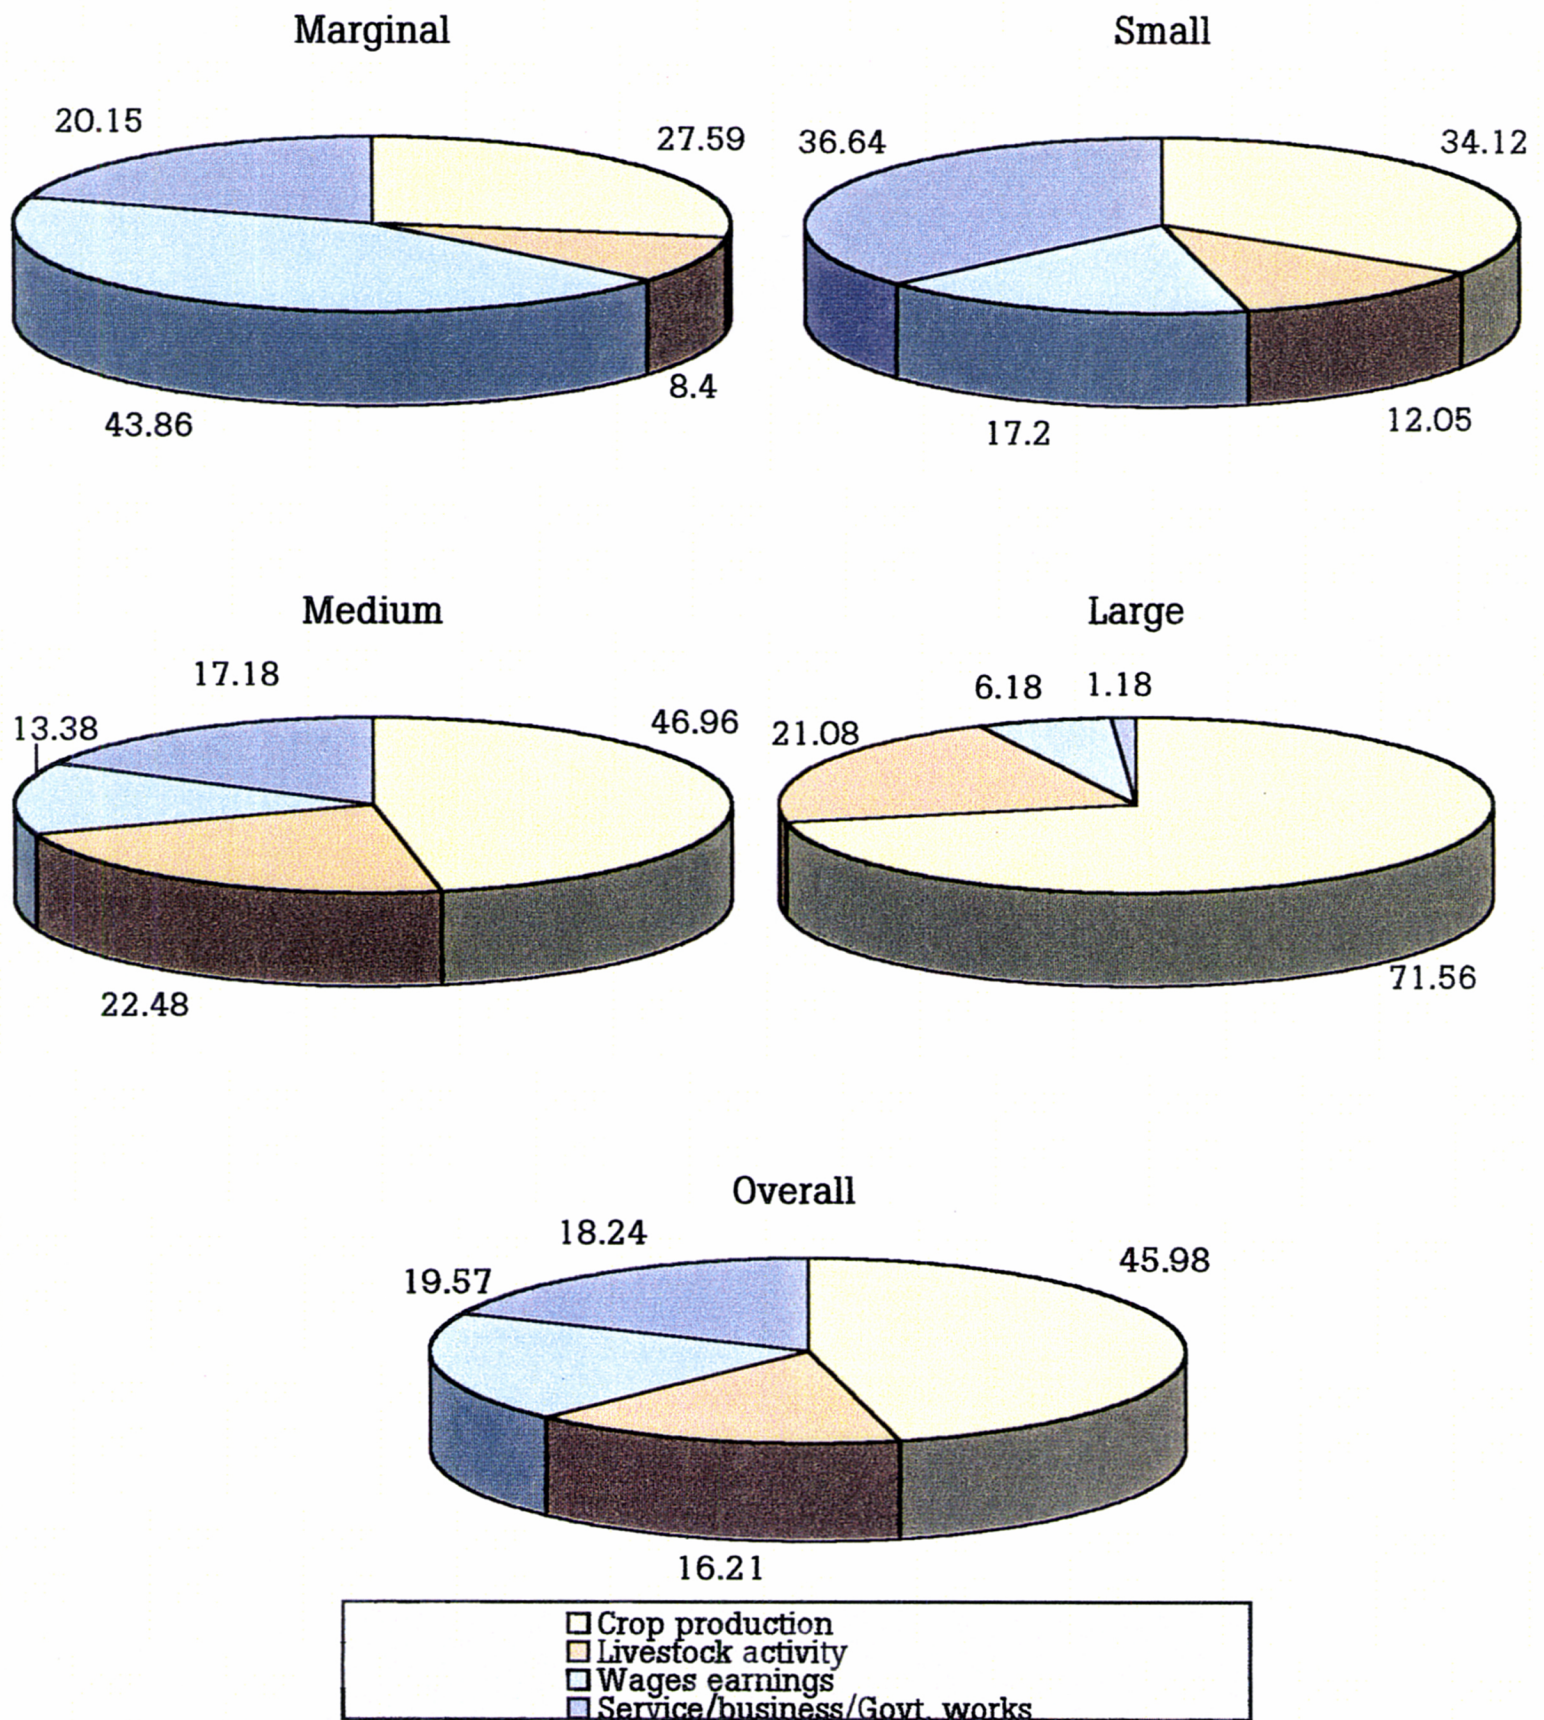 Marginal
Small
20.15
27.59
36.64
34.12
8.4
43.86
17.2
12.05
Medium
Large
17.18
6.18 1.18
13.38
46.96
21.08
22.48
71.56
Overall
18.24
19.57
45.98
16.21
Crop production
Livestock activity
Wages earnings
Service/business/Govt. works